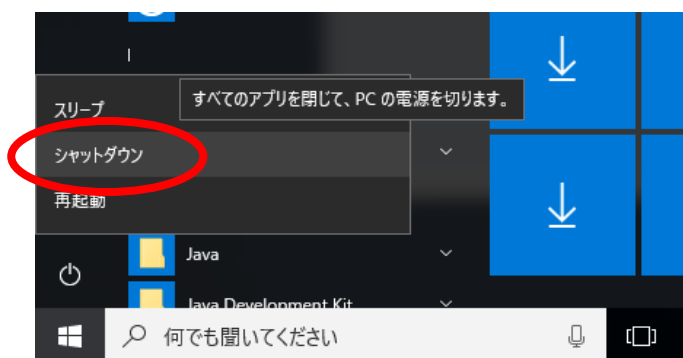 I
すべてのアプリを閉じて、PC の電源を切ります。
スリープ
シャットダウン
再起動
Java
Java Development Kit
何でも聞いてください